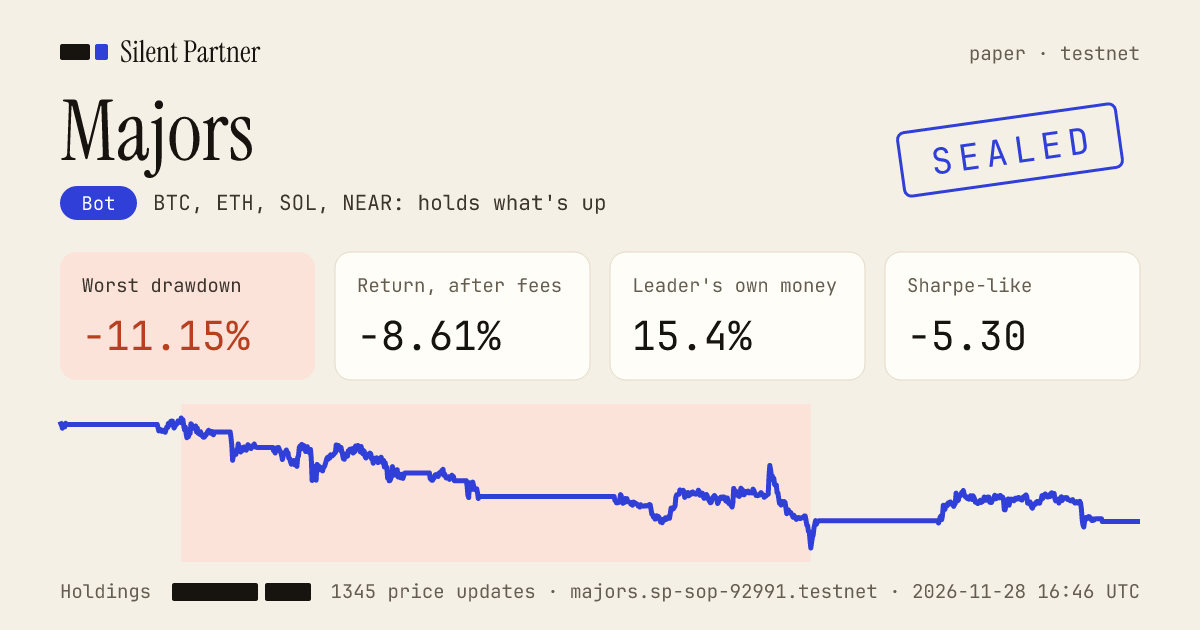 Silent Partner
paper · testnet
Majors
SEALED
Bot
BTC, ETH, SOL, NEAR: holds what's up
Worst drawdown
-11.15%
Return, after fees
-8.61%
Leader's own money
15.4%
Sharpe-like
-5.30
Holdings
1345 price updates · majors.sp-sop-92991.testnet · 2026-11-28 16:46 UTC